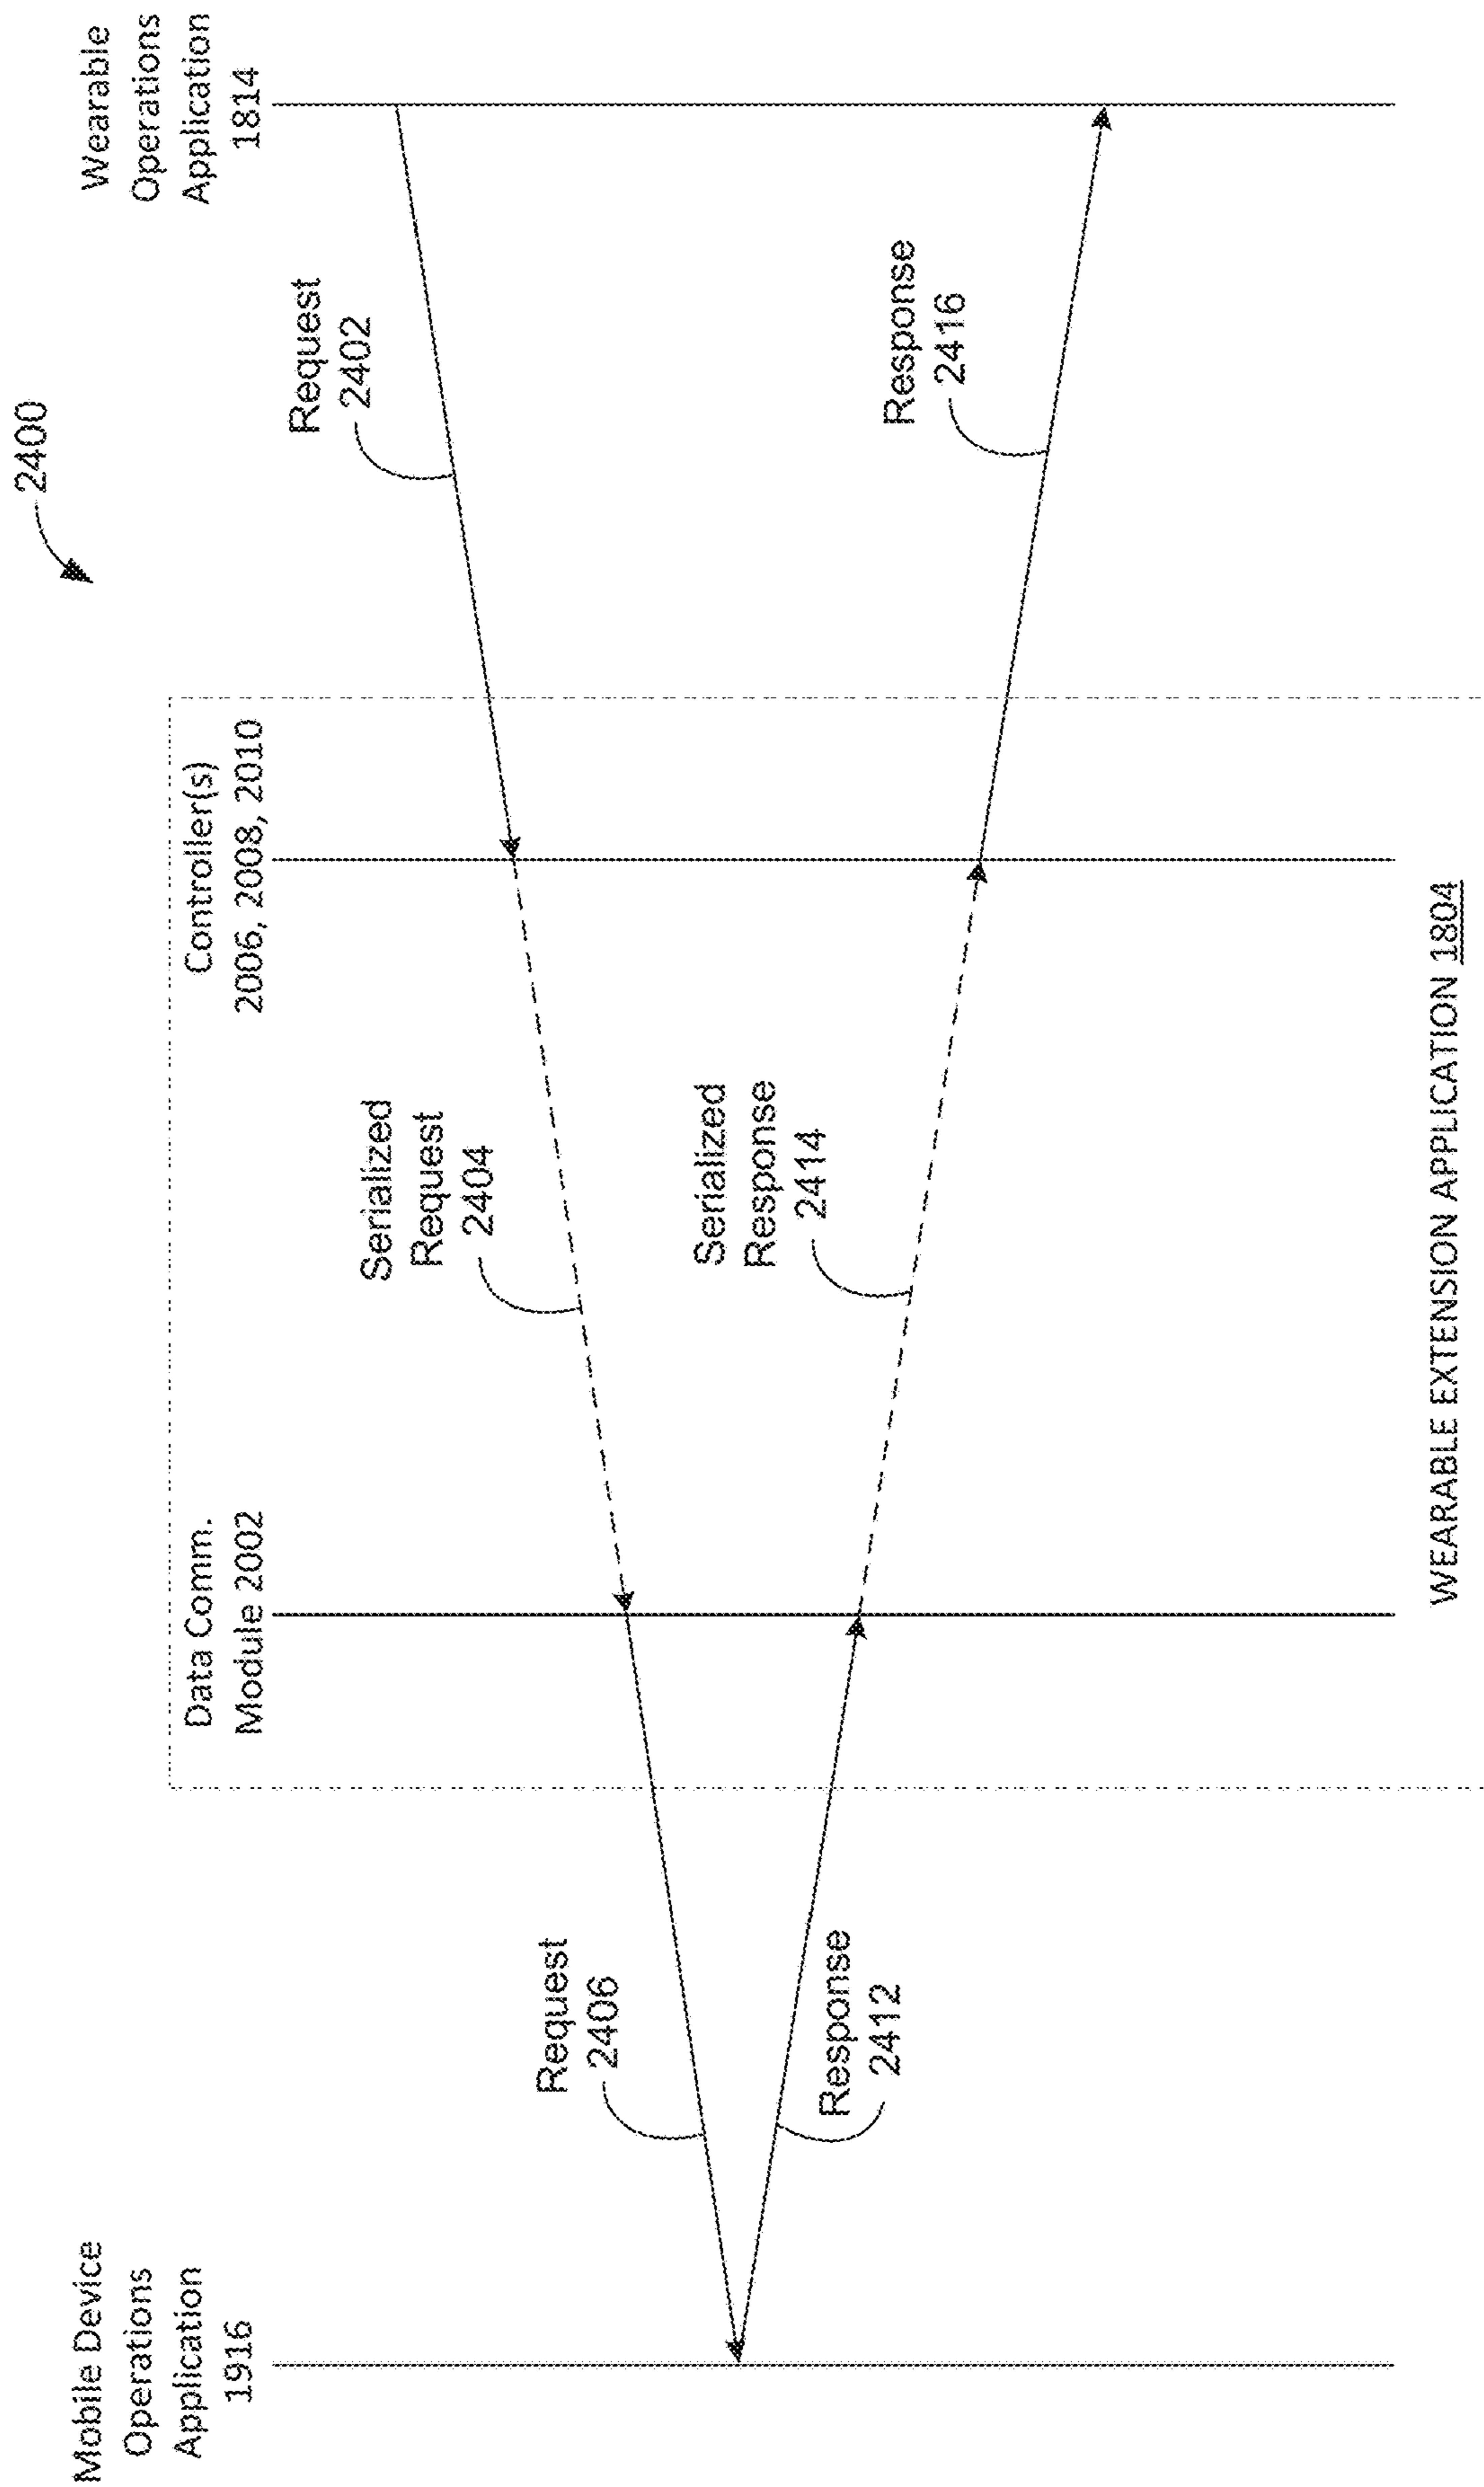 2400
Mobile Device
Operations
Application
1916
Data Comm.
Module 2002
Controller(s)
2006, 2008, 2010
Wearable
Operations
Application
1814
Request
2402
Serialized
Request
2404
Request
2406
Response
2412
Serialized
Response
2414
Response
2416
WEARABLE EXTENSION APPLICATION 1804